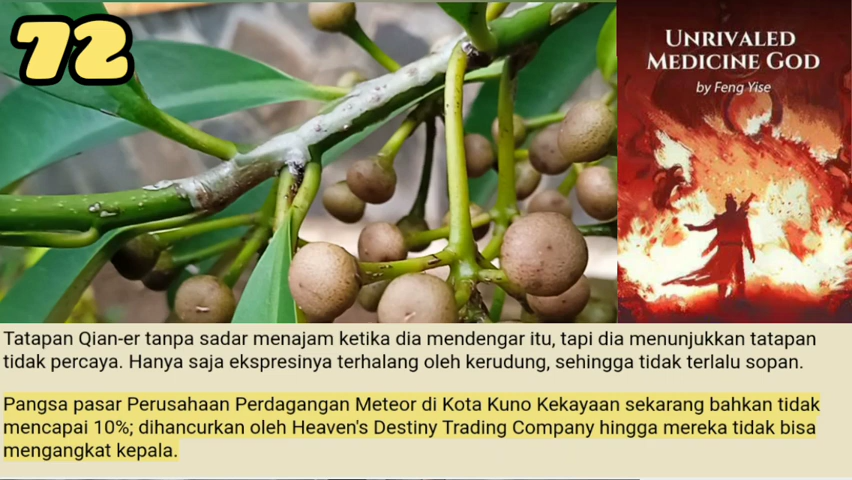 72
UNRIVALED
MEDICINE GOD
by Feng Yise
Tatapan Qian-er tanpa sadar menajam ketika dia mendengar itu, tapi dia menunjukkan tatapan
tidak percaya. Hanya saja ekspresinya terhalang oleh kerudung, sehingga tidak terlalu sopan.
Pangsa pasar Perusahaan Perdagangan Meteor di Kota Kuno Kekayaan sekarang bahkan tidak
mencapai 10%; dihancurkan oleh Heaven's Destiny Trading Company hingga mereka tidak bisa
mengangkat kepala.